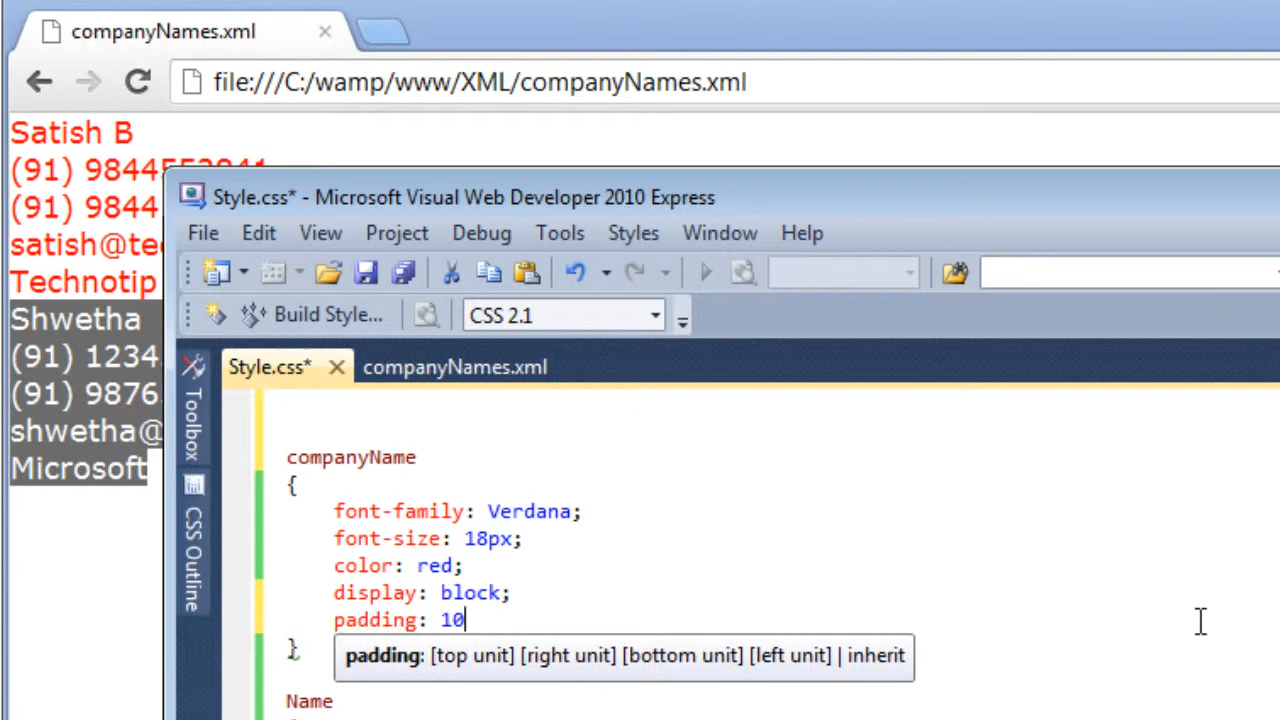 companyNames.xml
file:///C:/wamp/www/XML/companyNames.xml
Satish B
(91)
(91) 9844
Technotip
Shwetha
(91) 1234
(91) 9876
shwetha@
Microsoft
Style.css* - Microsoft Visual Web Developer 2010 Express
File Edit View Project Debug Tools Styles Window Help
Build Style... CSS 2.1
Style.css* companyNames.xml
Toolbox
CSS Outline
companyName
{
font-family: Verdana;
font-size: 18px;
color: red;
display: block;
padding: 10
}
padding: [top unit] [right unit] [bottom unit] [left unit] | inherit
Name